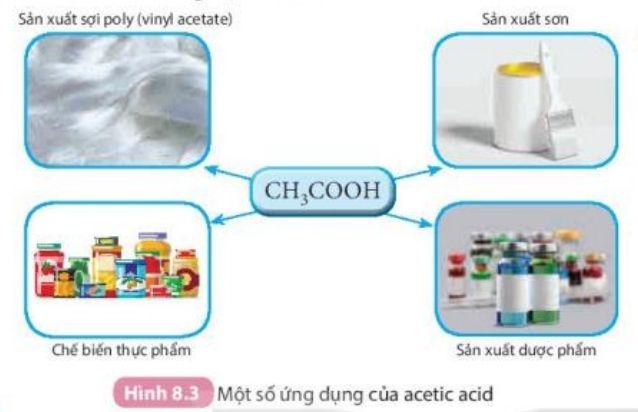 Sản xuất sợi poly (vinyl acetate)
Sản xuất sơn
CH₃COOH
Chế biến thực phẩm
Sản xuất dược phẩm
Hình 8.3 Một số ứng dụng của acetic acid